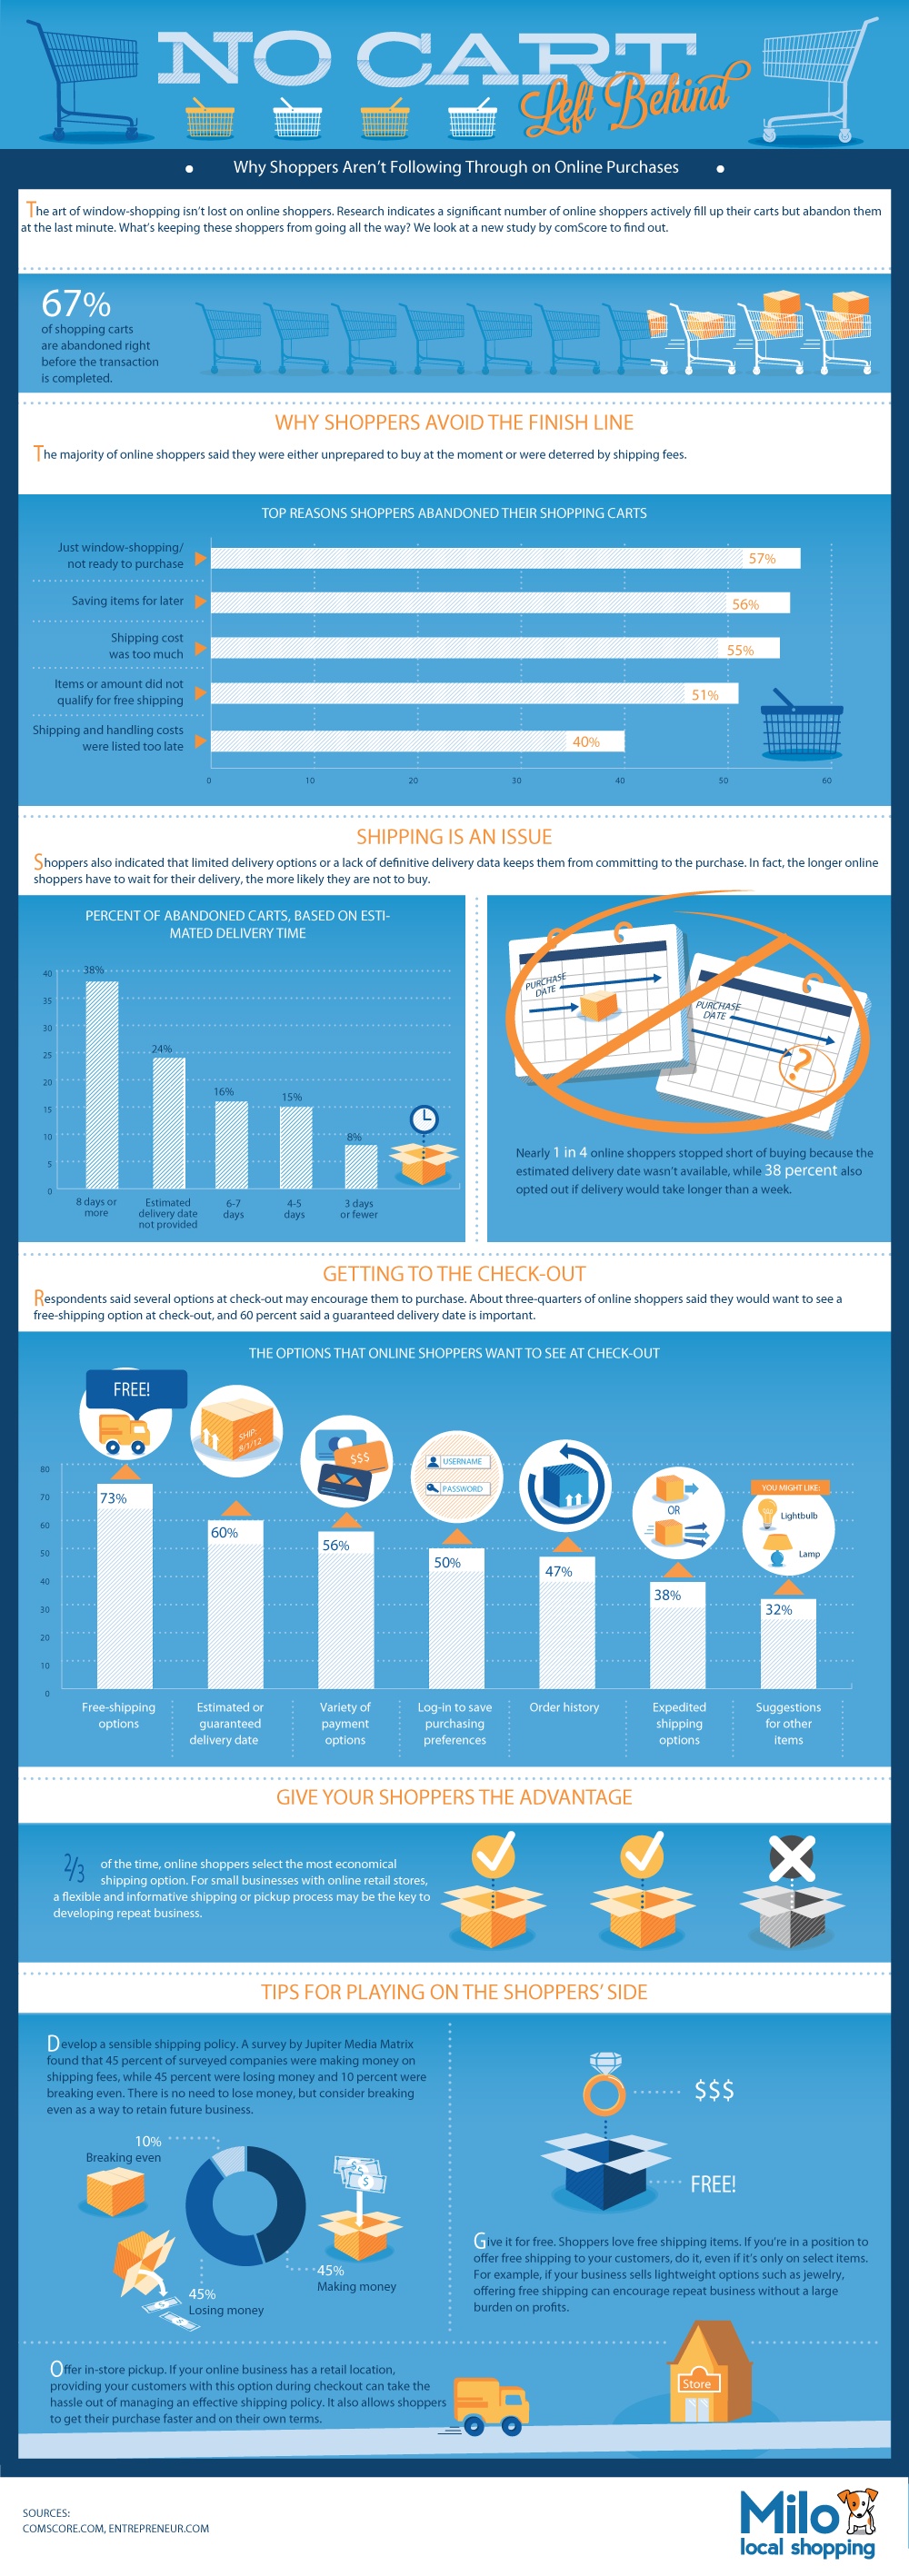 NO CART
Left Behind
Why Shoppers Aren't Following Through on Online Purchases
The art of window-shopping isn't lost on online shoppers. Research indicates a significant number of online shoppers actively fill up their carts but abandon them
at the last minute. What's keeping these shoppers from going all the way? We look at a new study by comScore to find out.
67%
of shopping carts
are abandoned right
before the transaction
is completed.
WHY SHOPPERS AVOID THE FINISH LINE
The majority of online shoppers said they were either unprepared to buy at the moment or were deterred by shipping fees.
TOP REASONS SHOPPERS ABANDONED THEIR SHOPPING CARTS
Just window-shopping/
not ready to purchase
57%
Saving items for later
56%
Shipping cost
was too much
55%
Items or amount did not
qualify for free shipping
51%
Shipping and handling costs
were listed too late
40%
0 10 20 30 40 50 60
SHIPPING IS AN ISSUE
Shoppers also indicated that limited delivery options or a lack of definitive delivery data keeps them from committing to the purchase. In fact, the longer online
shoppers have to wait for their delivery, the more likely they are not to buy.
PERCENT OF ABANDONED CARTS, BASED ON ESTI-
MATED DELIVERY TIME
40
35
30
25
20
15
10
5
0
38%
24%
16%
15%
8%
8 days or
more
Estimated
delivery date
not provided
6-7
days
4-5
days
3 days
or fewer
PURCHASE
DATE
PURCHASE
DATE
?
Nearly 1 in 4 online shoppers stopped short of buying because the
estimated delivery date wasn't available, while 38 percent also
opted out if delivery would take longer than a week.
GETTING TO THE CHECK-OUT
Respondents said several options at check-out may encourage them to purchase. About three-quarters of online shoppers said they would want to see a
free-shipping option at check-out, and 60 percent said a guaranteed delivery date is important.
THE OPTIONS THAT ONLINE SHOPPERS WANT TO SEE AT CHECK-OUT
FREE!
SHIP:
8/1/12
$$$
USERNAME
PASSWORD
OR
YOU MIGHT LIKE:
Lightbulb
Lamp
80
70
60
50
40
30
20
10
0
73%
60%
56%
50%
47%
38%
32%
Free-shipping
options
Estimated or
guaranteed
delivery date
Variety of
payment
options
Log-in to save
purchasing
preferences
Order history
Expedited
shipping
options
Suggestions
for other
items
GIVE YOUR SHOPPERS THE ADVANTAGE
2/3 of the time, online shoppers select the most economical
shipping option. For small businesses with online retail stores,
a flexible and informative shipping or pickup process may be the key to
developing repeat business.
TIPS FOR PLAYING ON THE SHOPPERS' SIDE
Develop a sensible shipping policy. A survey by Jupiter Media Matrix
found that 45 percent of surveyed companies were making money on
shipping fees, while 45 percent were losing money and 10 percent were
breaking even. There is no need to lose money, but consider breaking
even as a way to retain future business.
10%
Breaking even
45%
Making money
45%
Losing money
$$$
FREE!
Give it for free. Shoppers love free shipping items. If you're in a position to
offer free shipping to your customers, do it, even if it's only on select items.
For example, if your business sells lightweight options such as jewelry,
offering free shipping can encourage repeat business without a large
burden on profits.
Offer in-store pickup. If your online business has a retail location,
providing your customers with this option during checkout can take the
hassle out of managing an effective shipping policy. It also allows shoppers
to get their purchase faster and on their own terms.
Store
SOURCES:
COMSCORE.COM, ENTREPRENEUR.COM
Milo
local shopping